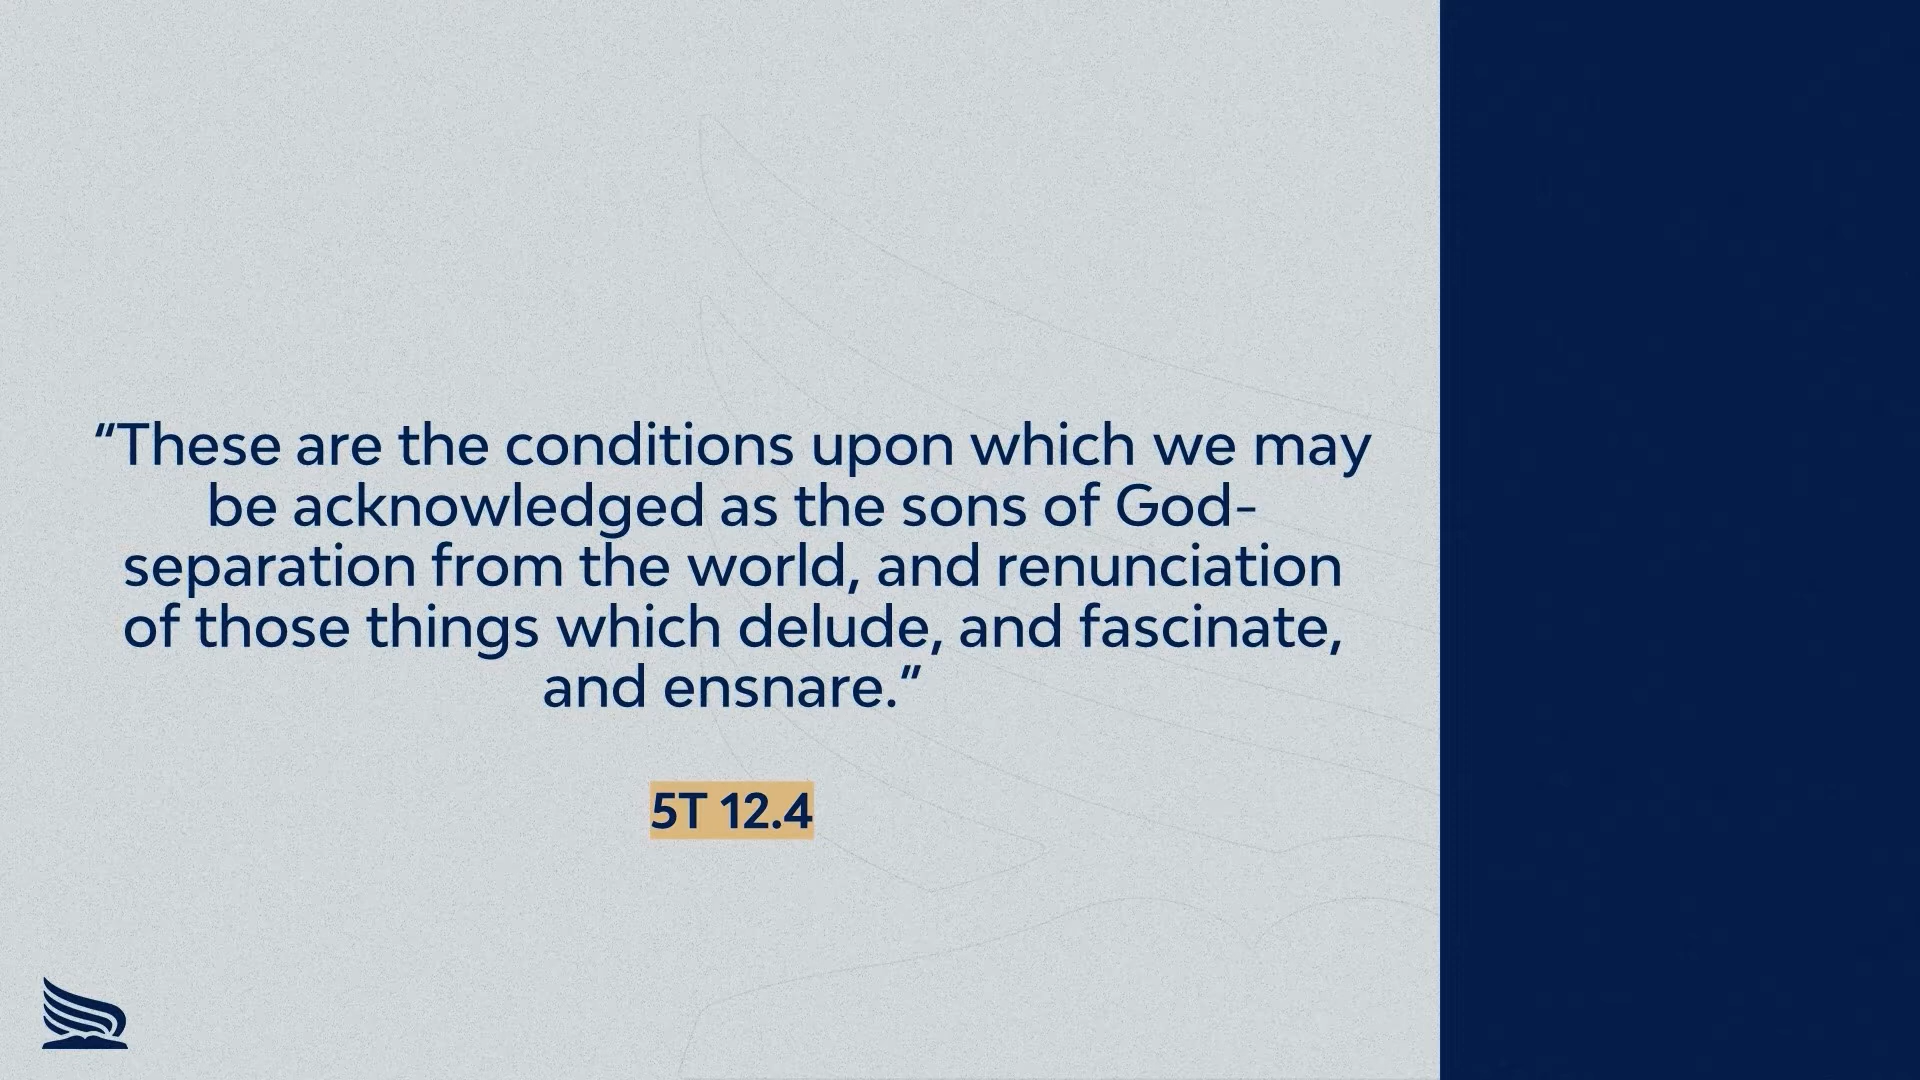 “These are the conditions upon which we may
be acknowledged as the sons of God-
separation from the world, and renunciation
of those things which delude, and fascinate,
and ensnare.”
5T 12.4